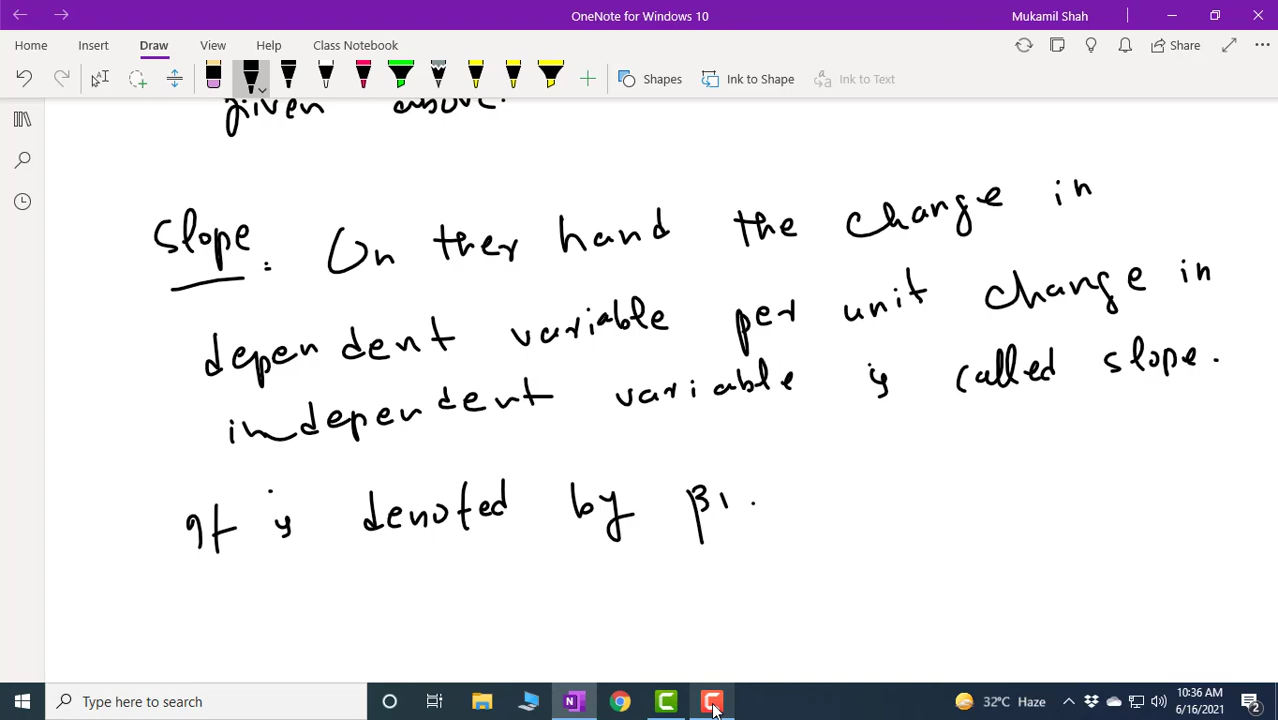 OneNote for Windows 10
Mukamil Shah
Home Insert Draw View Help Class Notebook
Share
Shapes Ink to Shape Ink to Text
given above.
Slope: On ther hand the change in
dependent variable per unit change in
independent variable is called slope.
It is denoted by β1.
Type here to search
32°C Haze
10:36 AM
6/16/2021
2